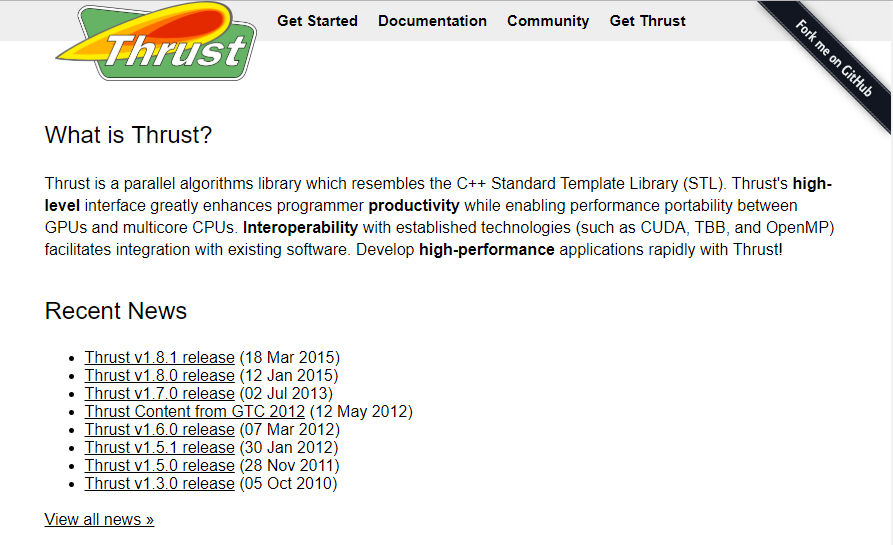 Thrust
Get Started Documentation Community Get Thrust
Fork me on GitHub
What is Thrust?
Thrust is a parallel algorithms library which resembles the C++ Standard Template Library (STL). Thrust's high-
level interface greatly enhances programmer productivity while enabling performance portability between
GPUs and multicore CPUs. Interoperability with established technologies (such as CUDA, TBB, and OpenMP)
facilitates integration with existing software. Develop high-performance applications rapidly with Thrust!
Recent News
• Thrust v1.8.1 release (18 Mar 2015)
• Thrust v1.8.0 release (12 Jan 2015)
• Thrust v1.7.0 release (02 Jul 2013)
• Thrust Content from GTC 2012 (12 May 2012)
• Thrust v1.6.0 release (07 Mar 2012)
• Thrust v1.5.1 release (30 Jan 2012)
• Thrust v1.5.0 release (28 Nov 2011)
• Thrust v1.3.0 release (05 Oct 2010)
View all news »